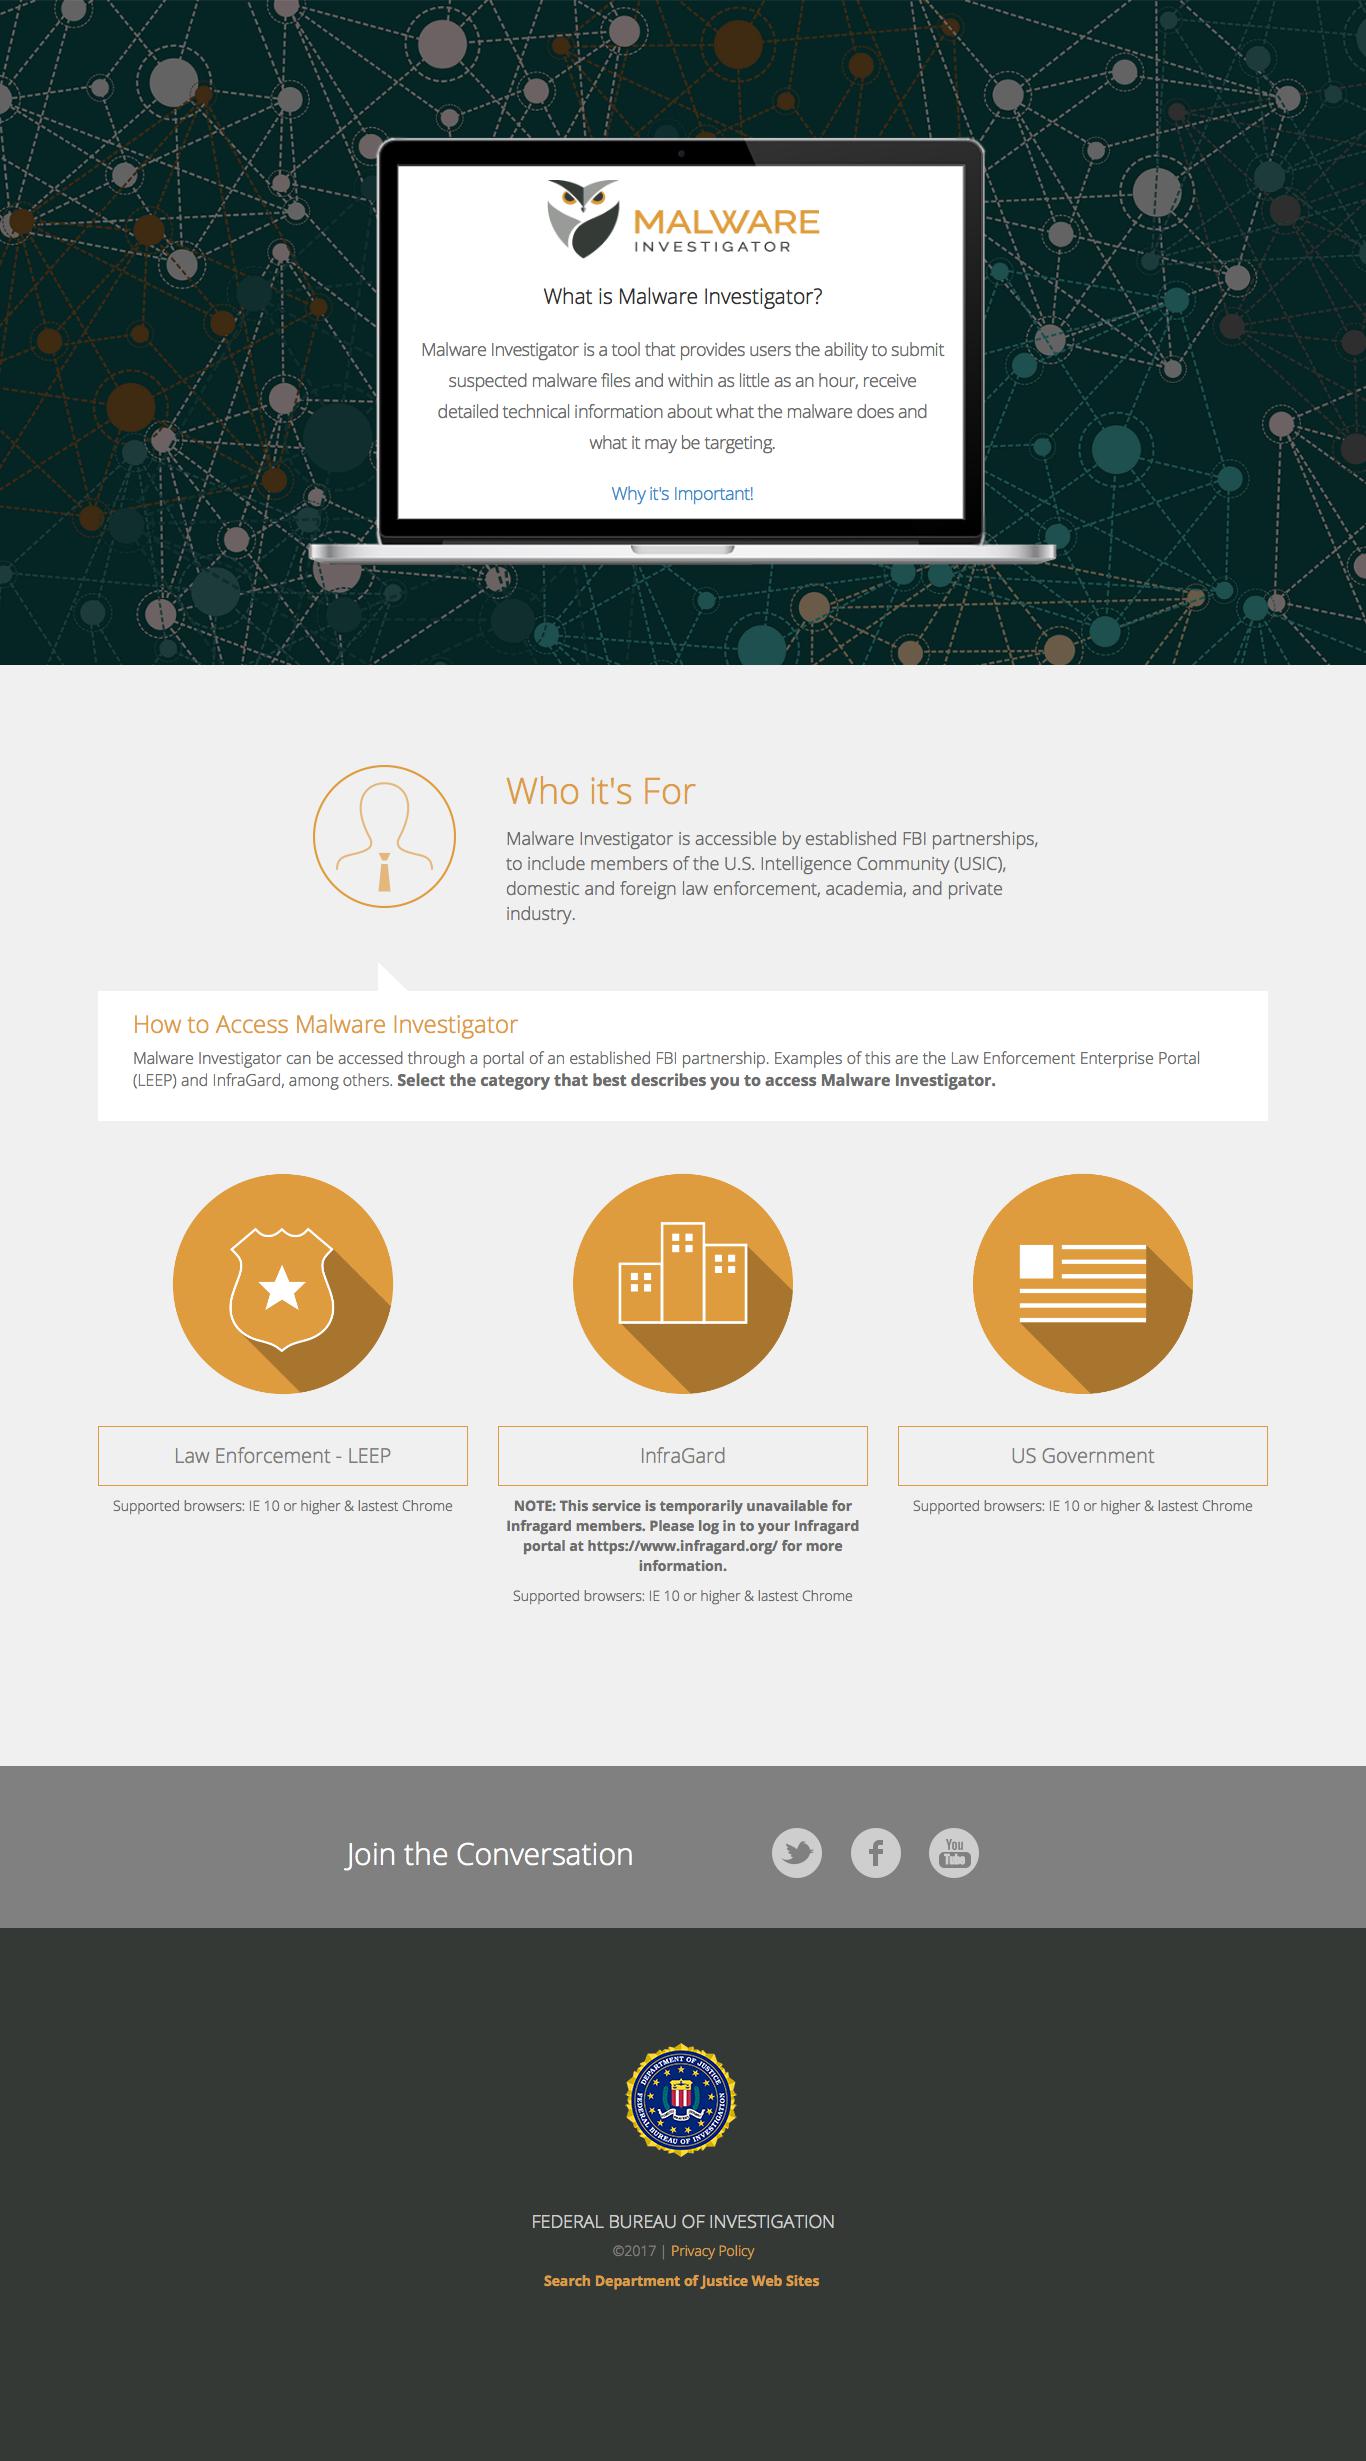 MALWARE
INVESTIGATOR
What is Malware Investigator?
Malware Investigator is a tool that provides users the ability to submit
suspected malware files and within as little as an hour, receive
detailed technical information about what the malware does and
what it may be targeting.
Why it's Important!
Who it's For
Malware Investigator is accessible by established FBI partnerships,
to include members of the U.S. Intelligence Community (USIC),
domestic and foreign law enforcement, academia, and private
industry.
How to Access Malware Investigator
Malware Investigator can be accessed through a portal of an established FBI partnership. Examples of this are the Law Enforcement Enterprise Portal
(LEEP) and InfraGard, among others. Select the category that best describes you to access Malware Investigator.
Law Enforcement - LEEP
Supported browsers: IE 10 or higher & lastest Chrome
InfraGard
NOTE: This service is temporarily unavailable for
Infragard members. Please log in to your Infragard
portal at https://www.infragard.org/ for more
information.
Supported browsers: IE 10 or higher & lastest Chrome
US Government
Supported browsers: IE 10 or higher & lastest Chrome
Join the Conversation
You
Tube
DEPARTMENT OF JUSTICE
FEDERAL BUREAU OF INVESTIGATION
FEDERAL BUREAU OF INVESTIGATION
©2017 | Privacy Policy
Search Department of Justice Web Sites